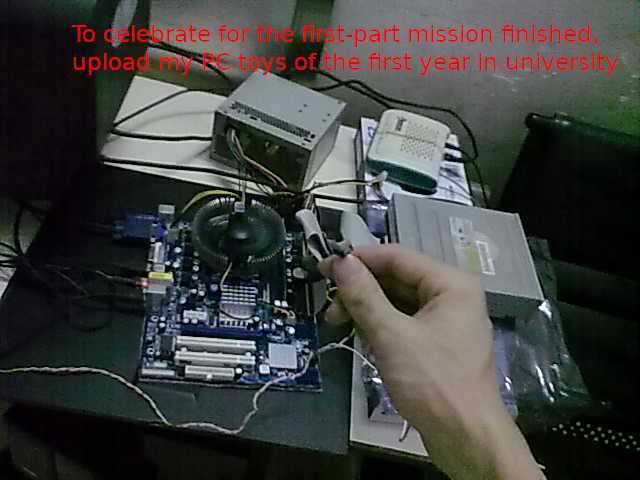 To celebrate for the first-part mission finished,
upload my PC toys of the first year in university